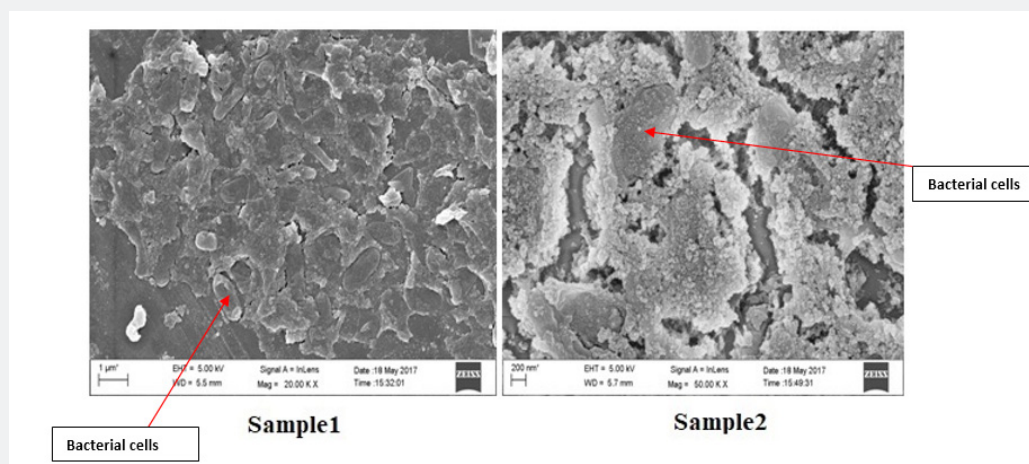 1 µm*
EHT = 5.00 kV
WD = 5.5 mm
Signal A = InLens
Mag = 20.00 K X
Date :18 May 2017
Time :15:32:01
ZEISS
200 nm*
EHT = 5.00 kV
WD = 5.7 mm
Signal A = InLens
Mag = 50.00 K X
Date :18 May 2017
Time :15:49:31
ZEISS
Bacterial cells
Sample1
Sample2
Bacterial cells